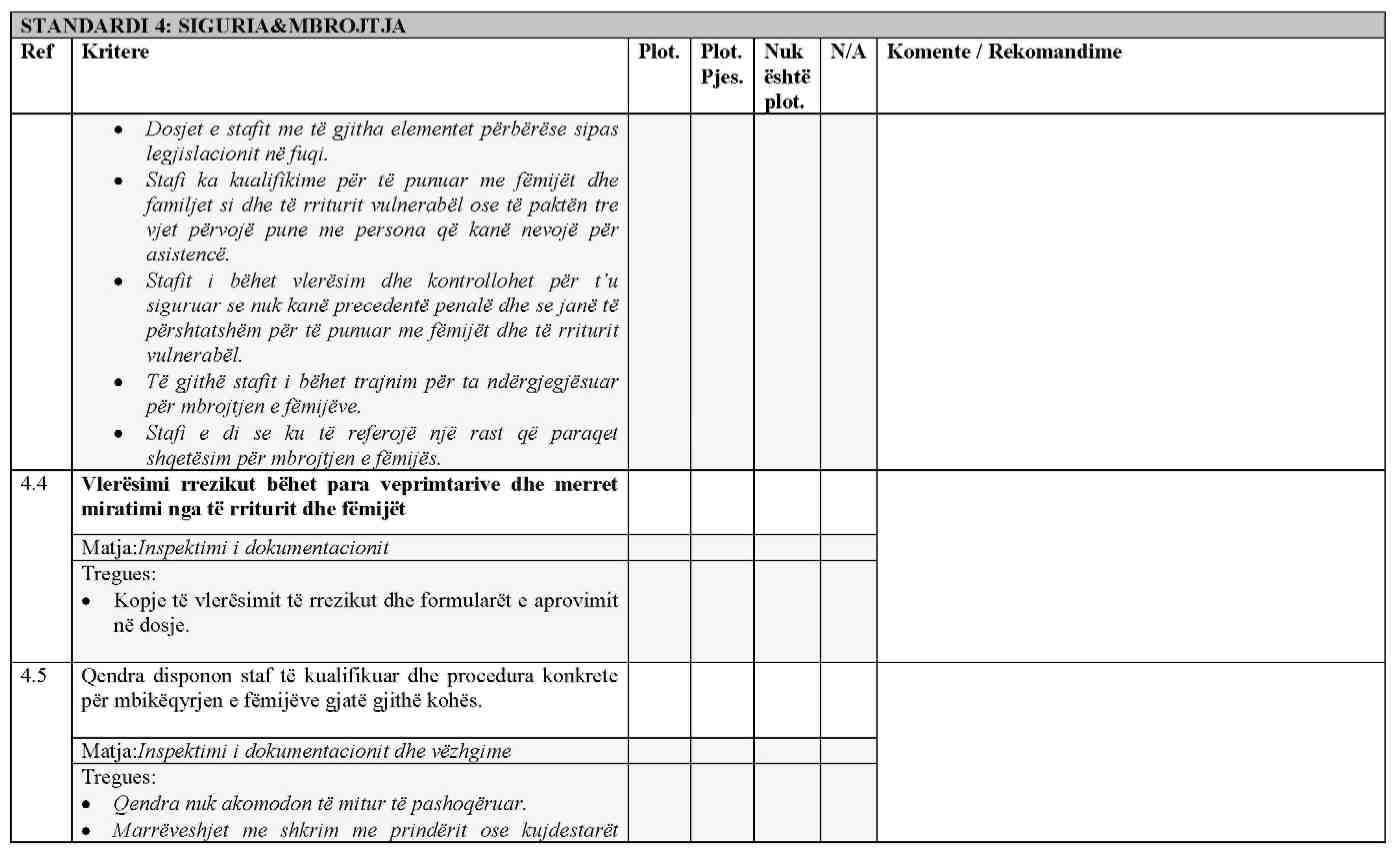 STANDARDI 4: SIGURIA&MBROJTJA
Ref Kritere Plot. Plot. Nuk N/A Komente / Rekomandime
Pjes. është
plot.
• Dosjet e stafit me të gjitha elementet përbërëse sipas
legjislacionit në fuqi.
• Stafi ka kualifikime për të punuar me fëmijët dhe
familjet si dhe të rriturit vulnerabël ose të paktën tre
vjet përvojë pune me persona që kanë nevojë për
asistencë.
• Stafit i bëhet vlerësim dhe kontrollohet për t’u
siguruar se nuk kanë precedentë penalë dhe se janë të
përshtatshëm për të punuar me fëmijët dhe të rriturit
vulnerabël.
• Të gjithë stafit i bëhet trajnim për ta ndërgjegjësuar
për mbrojtjen e fëmijëve.
• Stafi e di se ku të referojë një rast që paraqet
shqetësim për mbrojtjen e fëmijës.
4.4 Vlerësimi rrezikut bëhet para veprimtarive dhe merret
miratimi nga të rriturit dhe fëmijët
Matja:Inspektimi i dokumentacionit
Tregues:
• Kopje të vlerësimit të rrezikut dhe formularët e aprovimit
në dosje.
4.5 Qendra disponon staf të kualifikuar dhe procedura konkrete
për mbikëqyrjen e fëmijëve gjatë gjithë kohës.
Matja:Inspektimi i dokumentacionit dhe vëzhgime
Tregues:
• Qendra nuk akomodon të mitur të pashoqëruar.
• Marrëveshjet me shkrim me prindërit ose kujdestarët